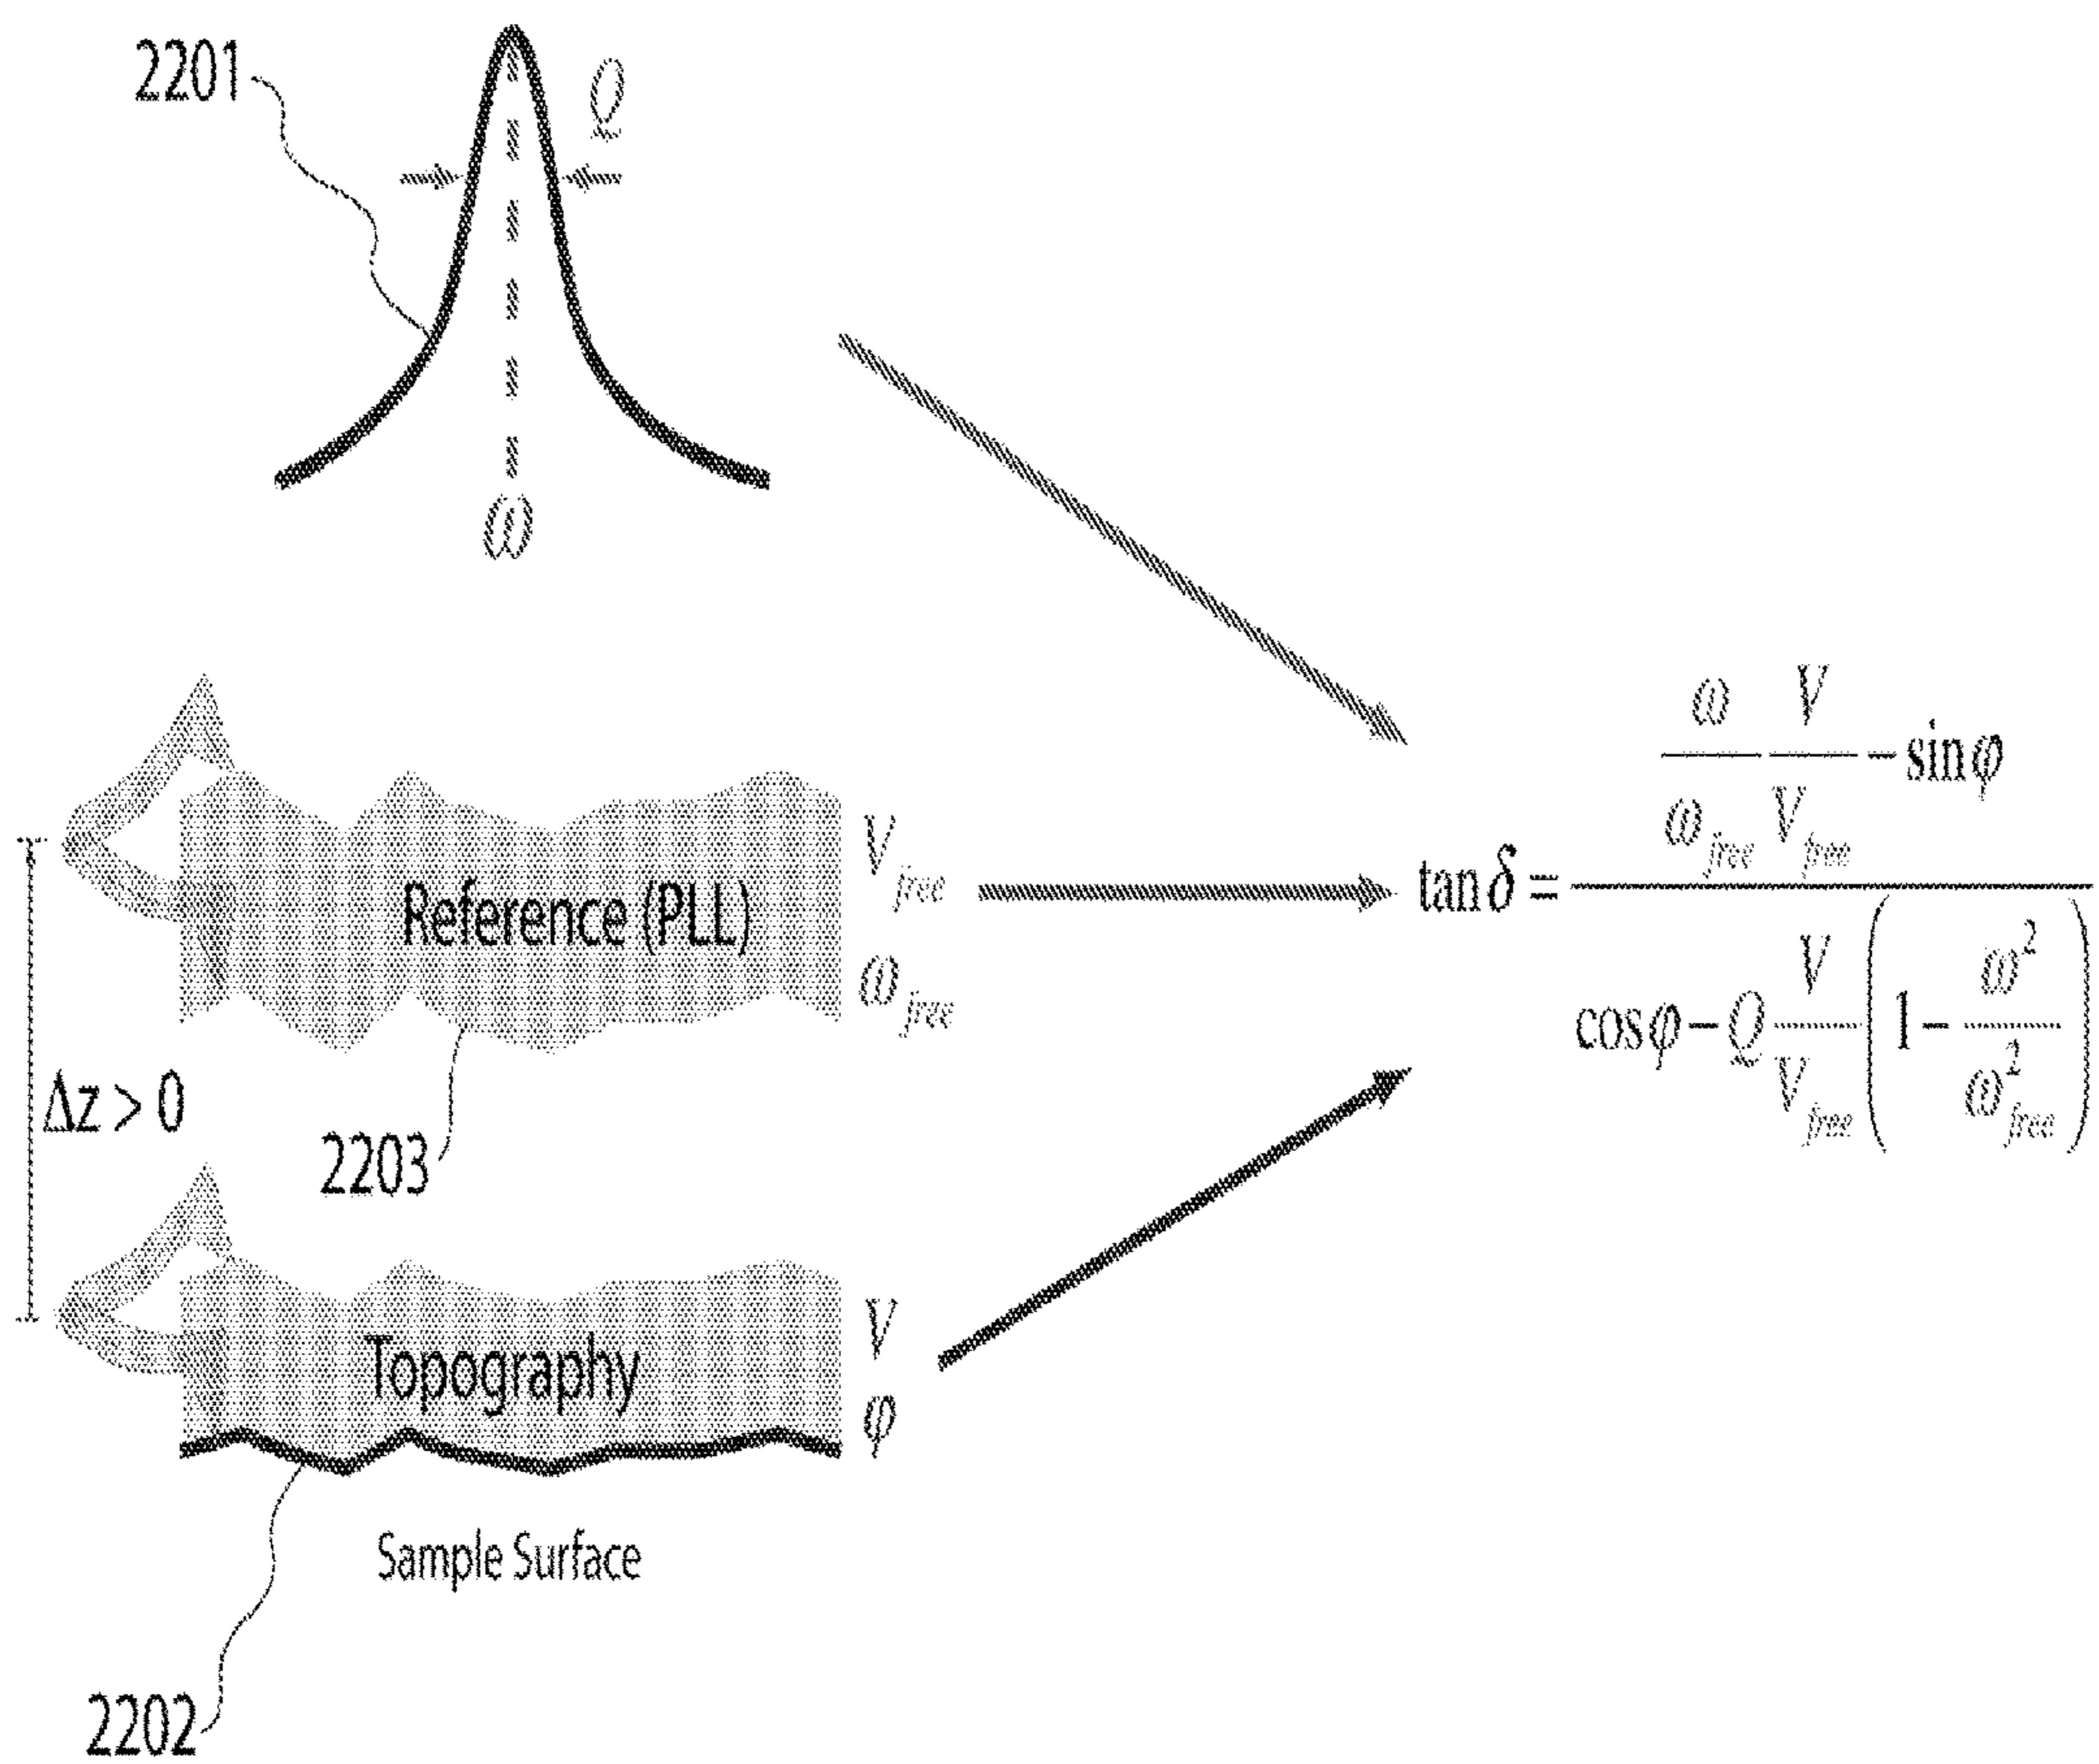 2201
Q
ω
V_free
Reference (PLL)
ω_free
Δz > 0
2203
V
Topography
φ
Sample Surface
2202
tan δ = (ω/ω_free V/V_free − sin φ) / (cos φ − Q V/V_free (1 − ω²/ω²_free))